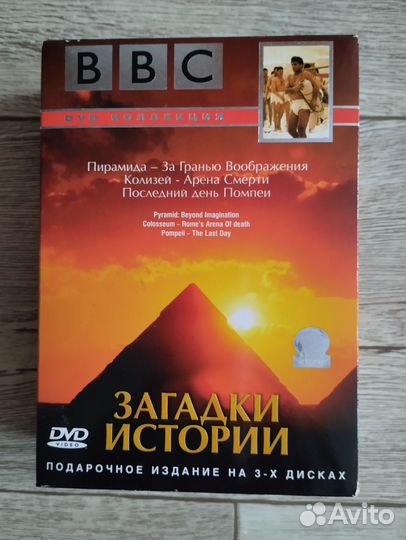 BBC
DVD КОЛЛЕКЦИЯ
Пирамида – За Гранью Воображения
Колизей - Арена Смерти
Последний день Помпеи
Pyramid: Beyond Imagination
Colosseum - Rome's Arena Of death
Pompeii - The Last Day
ЗАГАДКИ
ИСТОРИИ
DVD
VIDEO
ПОДАРОЧНОЕ ИЗДАНИЕ НА 3-Х ДИСКАХ
Avito